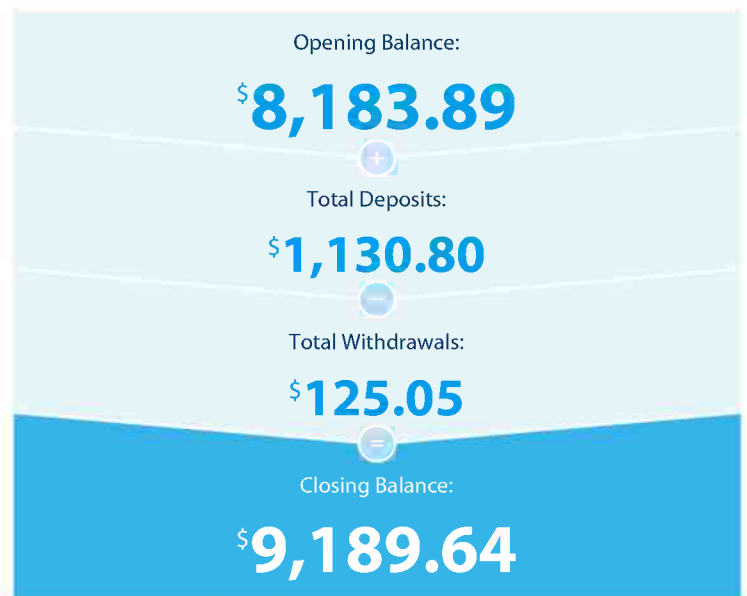 Opening Balance:
$8,183.89
+
Total Deposits:
$1,130.80
−
Total Withdrawals:
$125.05
=
Closing Balance:
$9,189.64